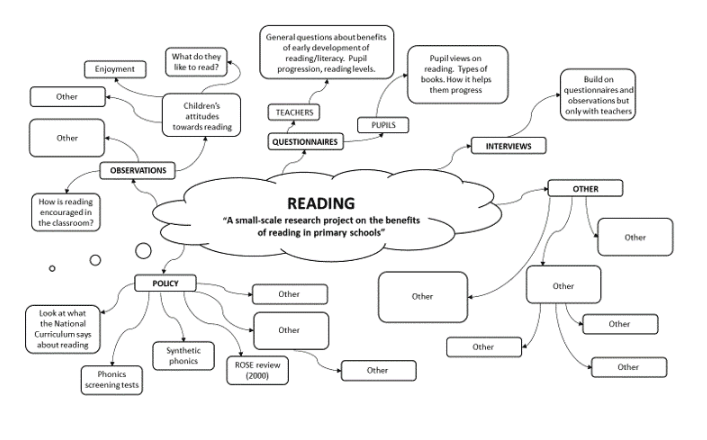 General questions about benefits
of early development of
reading/literacy. Pupil
progression, reading levels.
What do they
like to read?
Enjoyment
Pupil views on
reading. Types of
books. How it helps
them progress
Build on
questionnaires and
observations but
only with teachers
Other
Children's
attitudes
towards reading
TEACHERS
PUPILS
Other
QUESTIONNAIRES
INTERVIEWS
OBSERVATIONS
OTHER
How is reading
encouraged in
the classroom?
READING
"A small-scale research project on the benefits
of reading in primary schools"
Other
POLICY
Other
Other
Other
Look at what
the National
Curriculum says
about reading
Other
Other
Synthetic
phonics
Other
ROSE review
(2000)
Other
Other
Phonics
screening tests